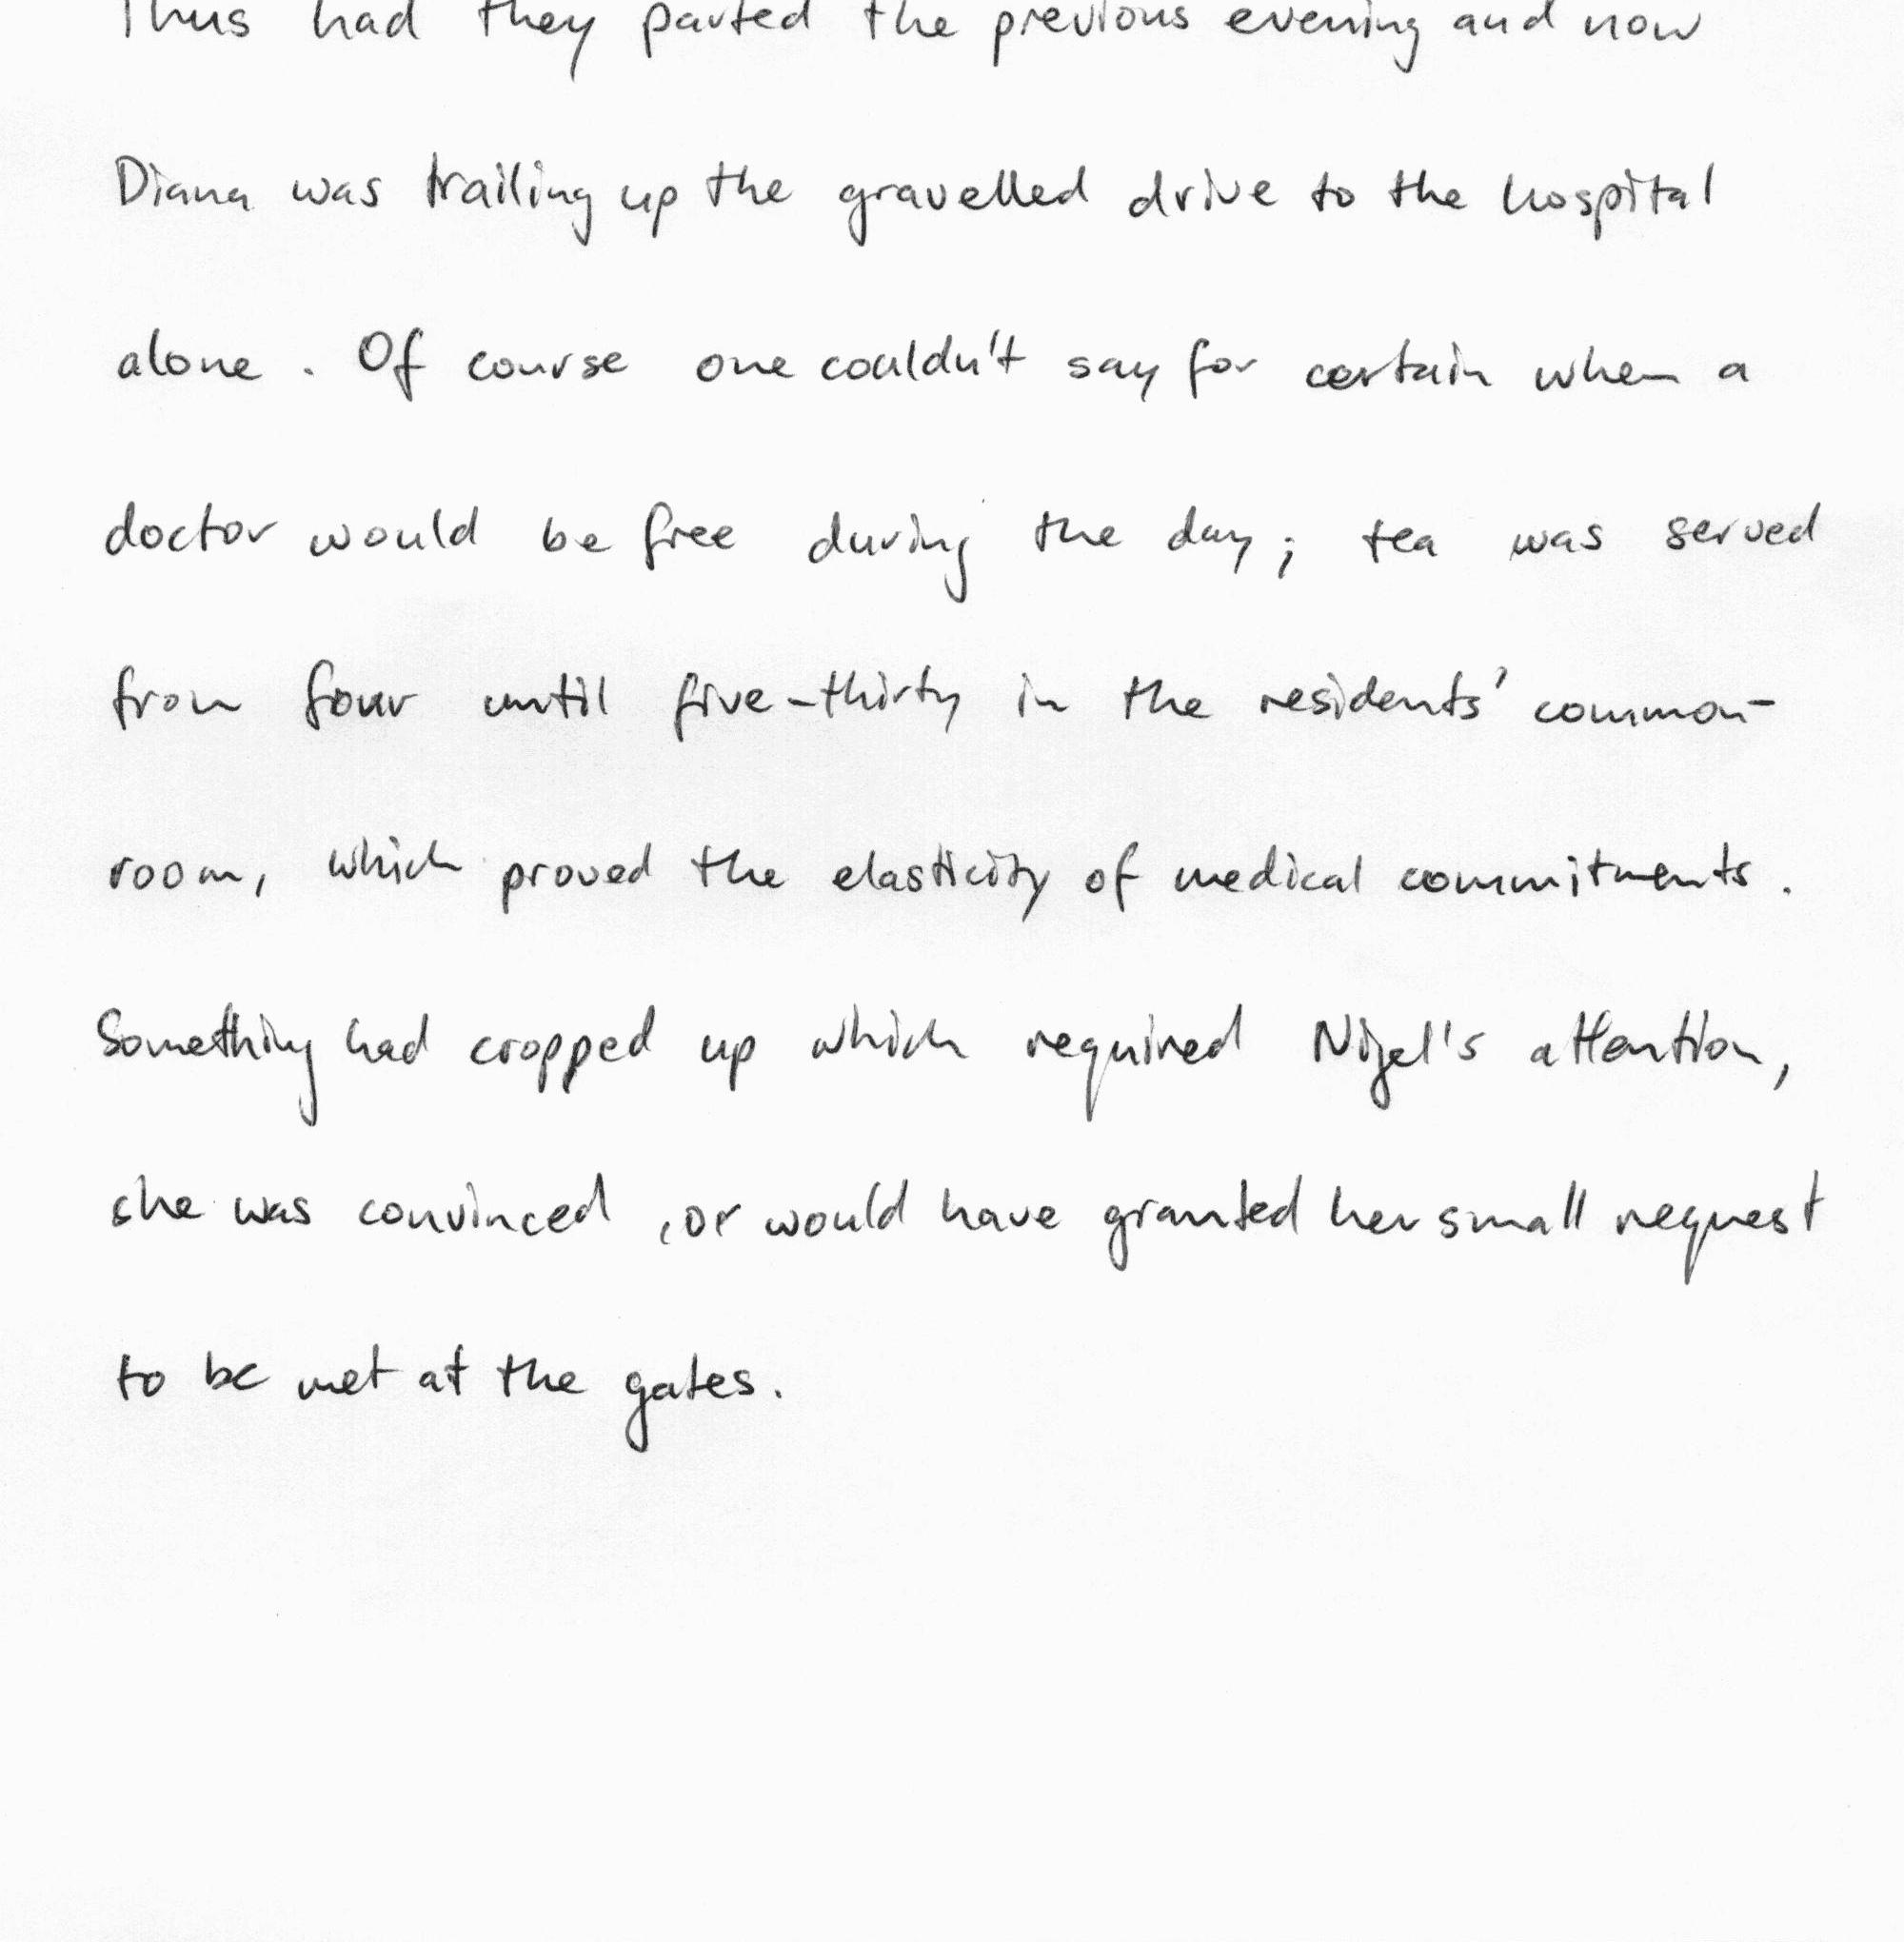 Thus had they parted the previous evening and now
Diana was trailing up the gravelled drive to the hospital
alone. Of course one couldn't say for certain when a
doctor would be free during the day; tea was served
from four until five-thirty in the residents' common-
room, which proved the elasticity of medical commitments.
Something had cropped up which required Nigel's attention,
she was convinced, or would have granted her small request
to be met at the gates.